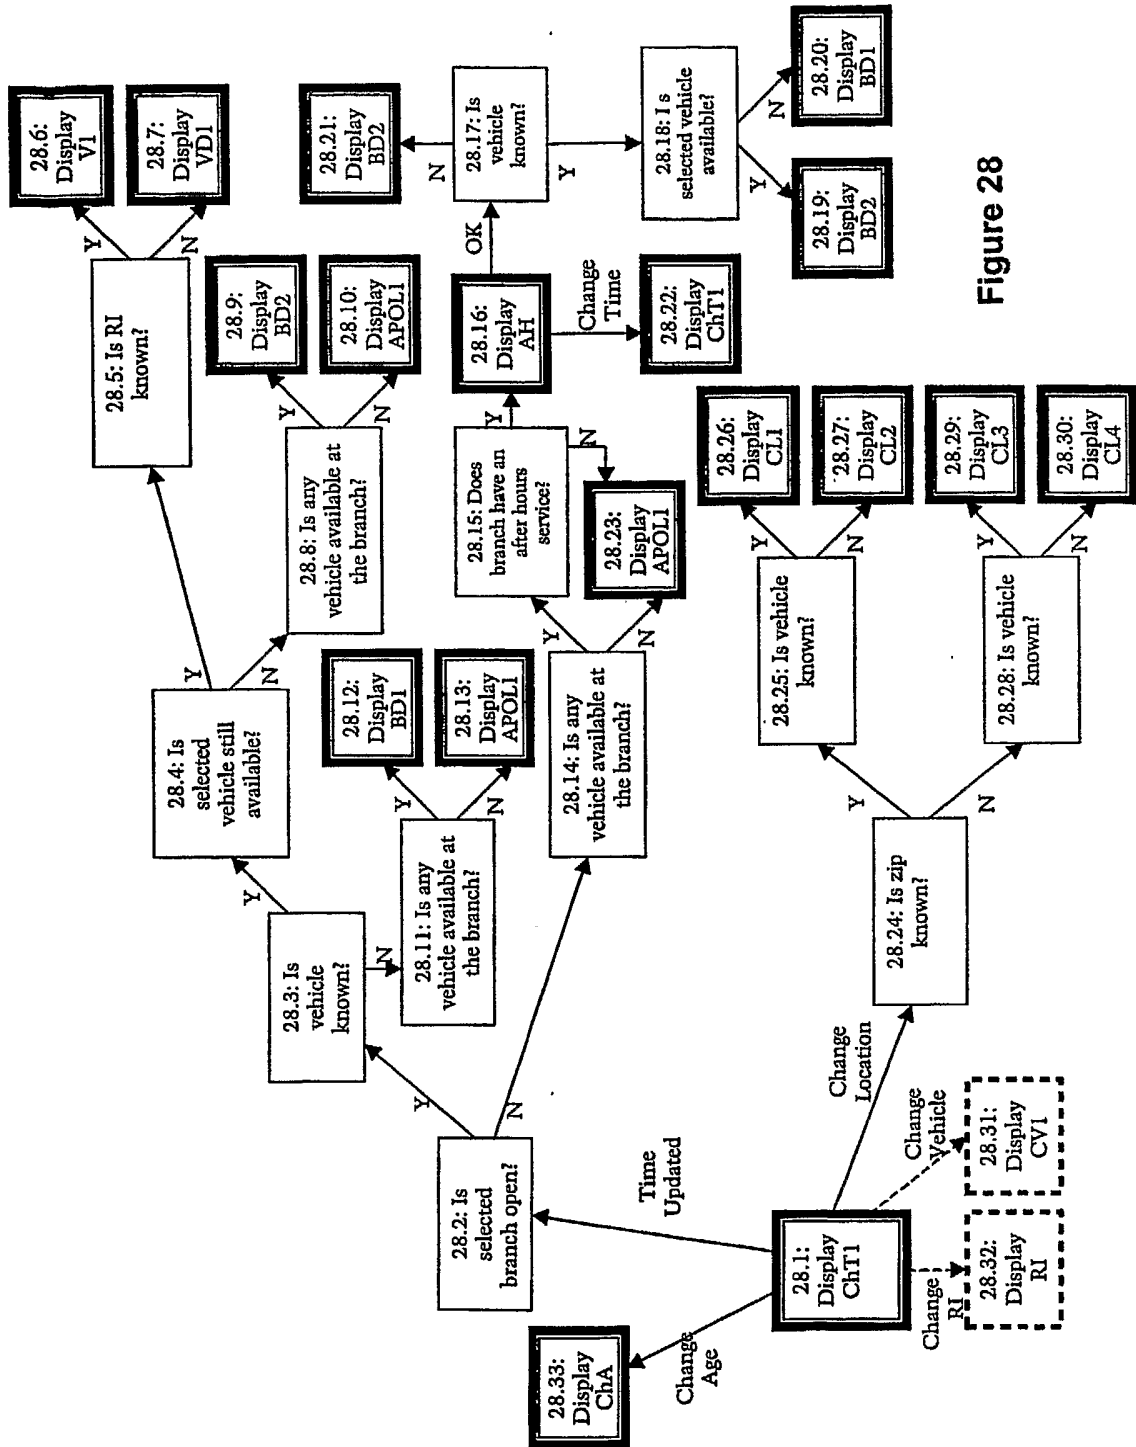 28.6:
Display
V1
28.7:
Display
VD1
Y
N
28.5: Is RI
known?
28.9:
Display
BD2
28.10:
Display
APOL1
Y
N
28.8: Is any
vehicle available at
the branch?
Y
N
28.4: Is
selected
vehicle still
available?
28.12:
Display
BD1
28.13:
Display
APOL1
Y
N
28.11: Is any
vehicle available at
the branch?
Y
N
28.3: Is
vehicle
known?
Y
N
28.2: Is
selected
branch open?
28.21:
Display
BD2
N
28.17: Is
vehicle
known?
Y
28.18: I s
selected vehicle
available?
Y
N
28.19:
Display
BD2
28.20:
Display
BD1
OK
28.16:
Display
AH
Change
Time
28.22:
Display
ChT1
Y
N
28.15: Does
branch have an
after hours
service?
28.23:
Display
APOL1
Y
N
28.14: Is any
vehicle available at
the branch?
28.26:
Display
CL1
28.27:
Display
CL2
Y
N
28.25: Is vehicle
known?
28.29:
Display
CL3
28.30:
Display
CL4
Y
N
28.28: Is vehicle
known?
Y
N
28.24: Is zip
known?
Change
Location
Time
Updated
Change
Vehicle
28.31:
Display
CV1
28.1:
Display
ChT1
Change
RI
28.32:
Display
RI
Change
Age
28.33:
Display
ChA
Figure 28